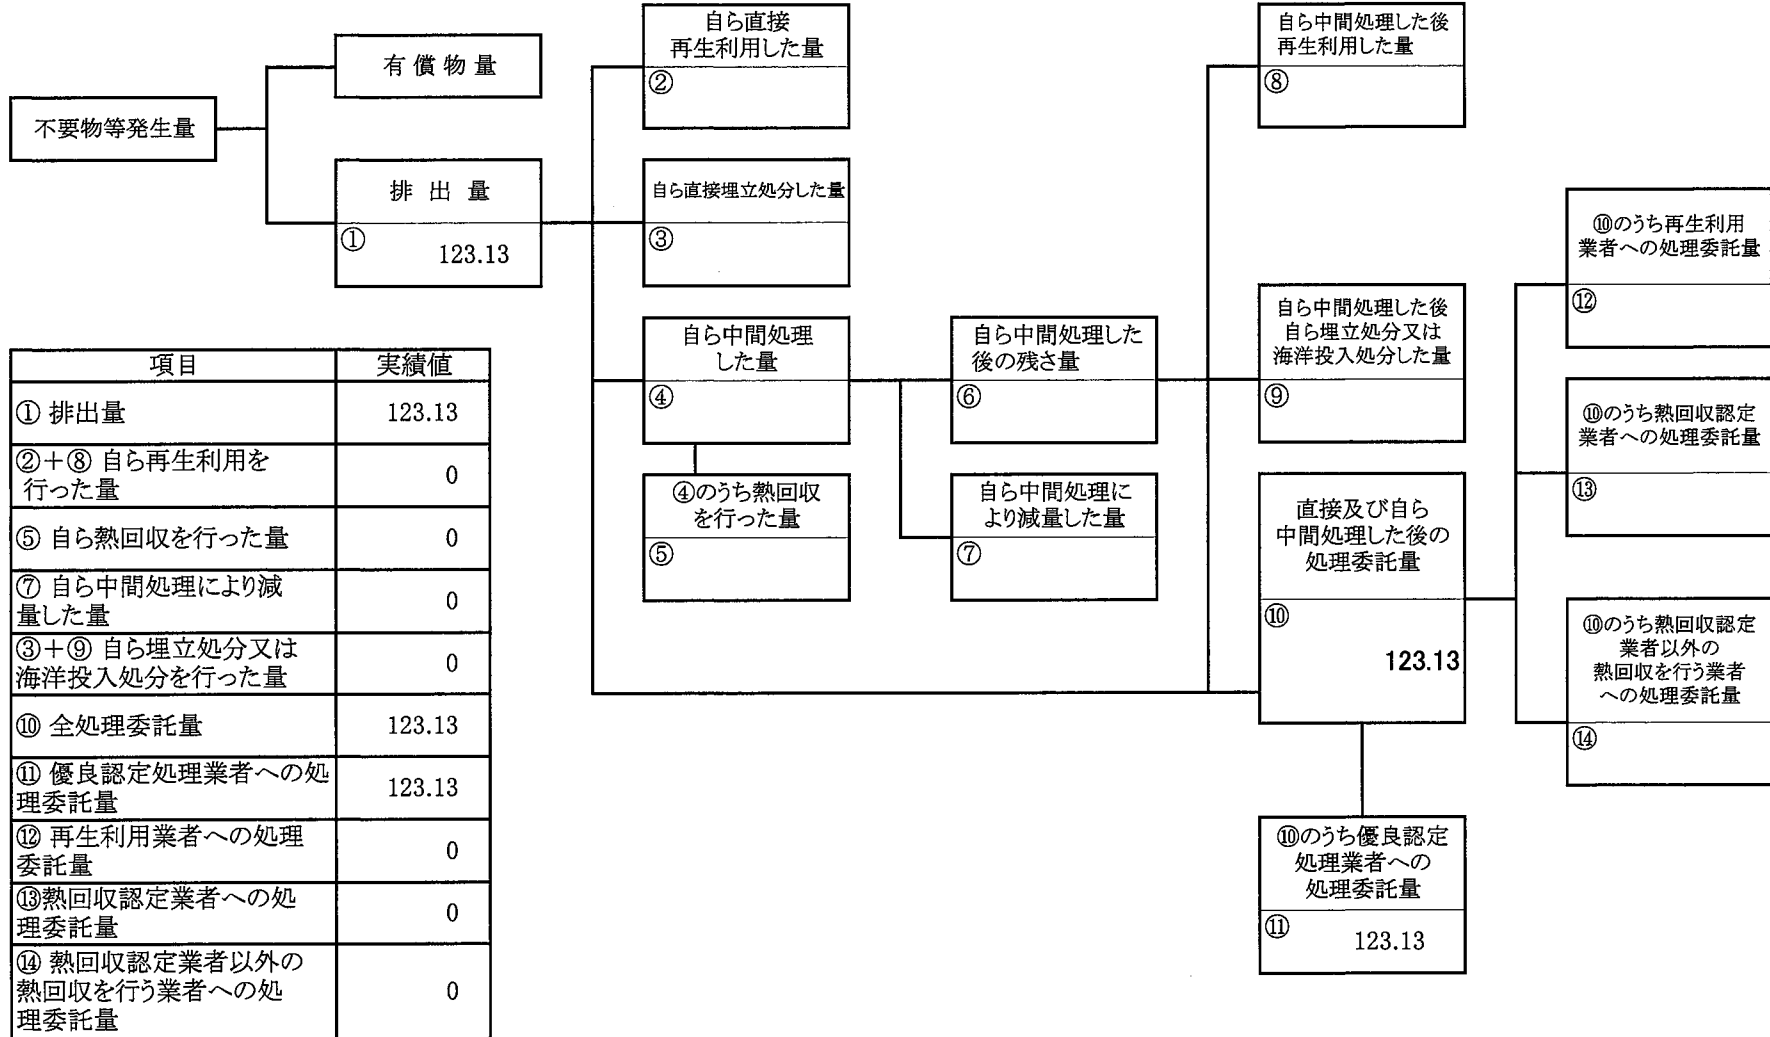 不要物等発生量
有償物量
排出量
①
123.13
自ら直接
再生利用した量
②
自ら直接埋立処分した量
③
自ら中間処理
した量
④
④のうち熱回収
を行った量
⑤
自ら中間処理した
後の残さ量
⑥
自ら中間処理に
より減量した量
⑦
自ら中間処理した後
再生利用した量
⑧
自ら中間処理した後
自ら埋立処分又は
海洋投入処分した量
⑨
直接及び自ら
中間処理した後の
処理委託量
⑩
123.13
⑩のうち優良認定
処理業者への
処理委託量
⑪
123.13
⑩のうち再生利用
業者への処理委託量
⑫
⑩のうち熱回収認定
業者への処理委託量
⑬
⑩のうち熱回収認定
業者以外の
熱回収を行う業者
への処理委託量
⑭
項目 実績値
① 排出量 123.13
②+⑧ 自ら再生利用を
行った量 0
⑤ 自ら熱回収を行った量 0
⑦ 自ら中間処理により減
量した量 0
③+⑨ 自ら埋立処分又は
海洋投入処分を行った量 0
⑩ 全処理委託量 123.13
⑪ 優良認定処理業者への処
理委託量 123.13
⑫ 再生利用業者への処理
委託量 0
⑬熱回収認定業者への処
理委託量 0
⑭ 熱回収認定業者以外の
熱回収を行う業者への処
理委託量 0